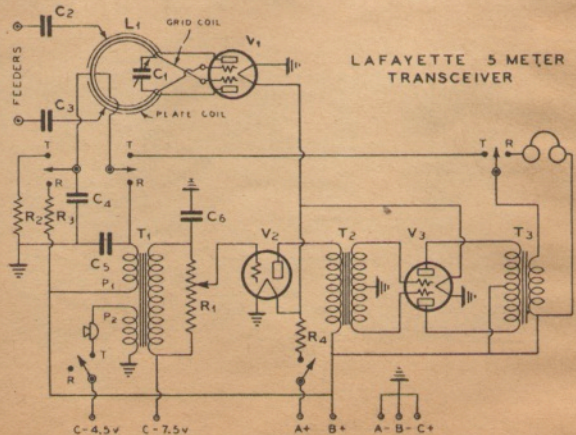 C2
L1
GRID COIL
V1
LAFAYETTE 5 METER
TRANSCEIVER
FEEDERS
C1
C3
PLATE COIL
T
T
T R
R
R
R2
R3
C4
C6
C5
T1
V2
T2
V3
T3
P1
R1
P2
R4
T
R
C-4.5V
C-7.5V
A+
B+
A- B- C+